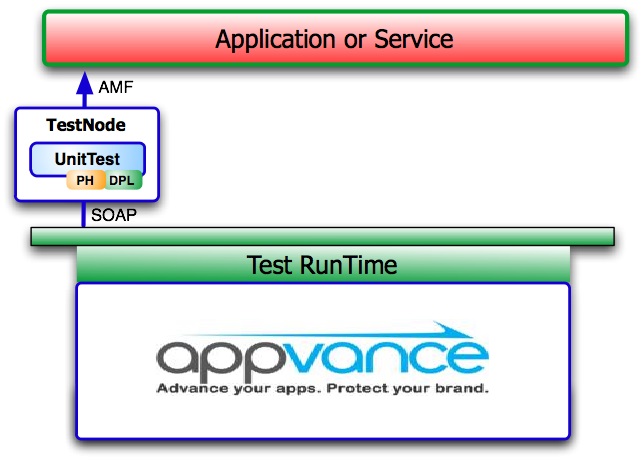 Application or Service
AMF
TestNode
UnitTest
PH DPL
SOAP
Test RunTime
appvance
Advance your apps. Protect your brand.